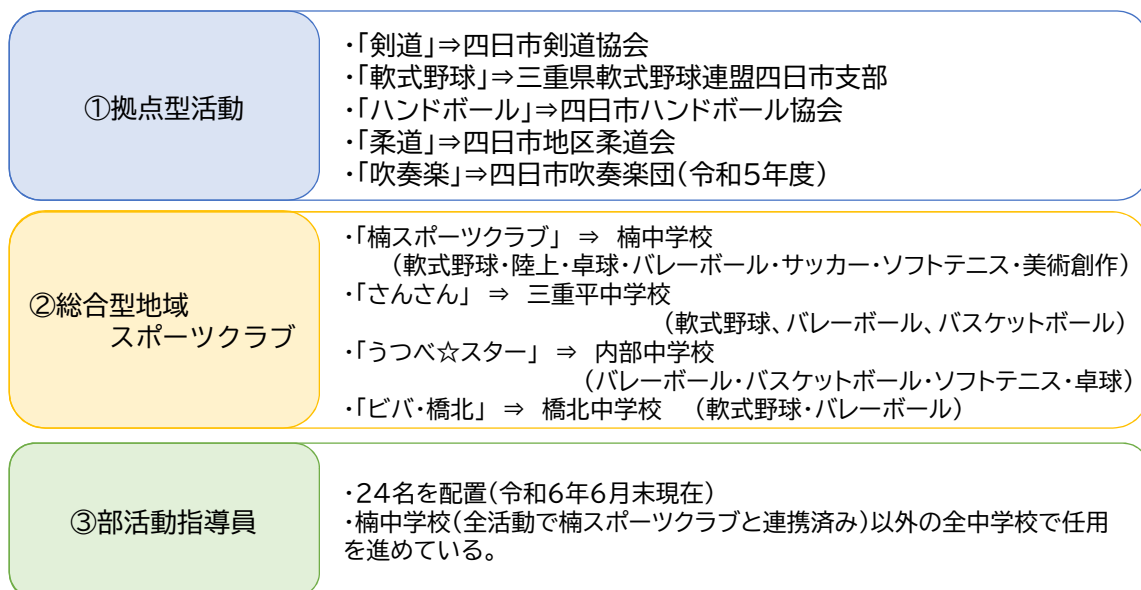 ①拠点型活動
・「剣道」⇒四日市剣道協会
・「軟式野球」⇒三重県軟式野球連盟四日市支部
・「ハンドボール」⇒四日市ハンドボール協会
・「柔道」⇒四日市地区柔道会
・「吹奏楽」⇒四日市吹奏楽団（令和5年度）
②総合型地域
スポーツクラブ
・「楠スポーツクラブ」 ⇒ 楠中学校
（軟式野球・陸上・卓球・バレーボール・サッカー・ソフトテニス・美術創作）
・「さんさん」 ⇒ 三重平中学校
（軟式野球、バレーボール、バスケットボール）
・「うつべ☆スター」 ⇒ 内部中学校
（バレーボール・バスケットボール・ソフトテニス・卓球）
・「ビバ・橋北」 ⇒ 橋北中学校 （軟式野球・バレーボール）
③部活動指導員
・24名を配置（令和6年6月末現在）
・楠中学校（全活動で楠スポーツクラブと連携済み）以外の全中学校で任用
を進めている。